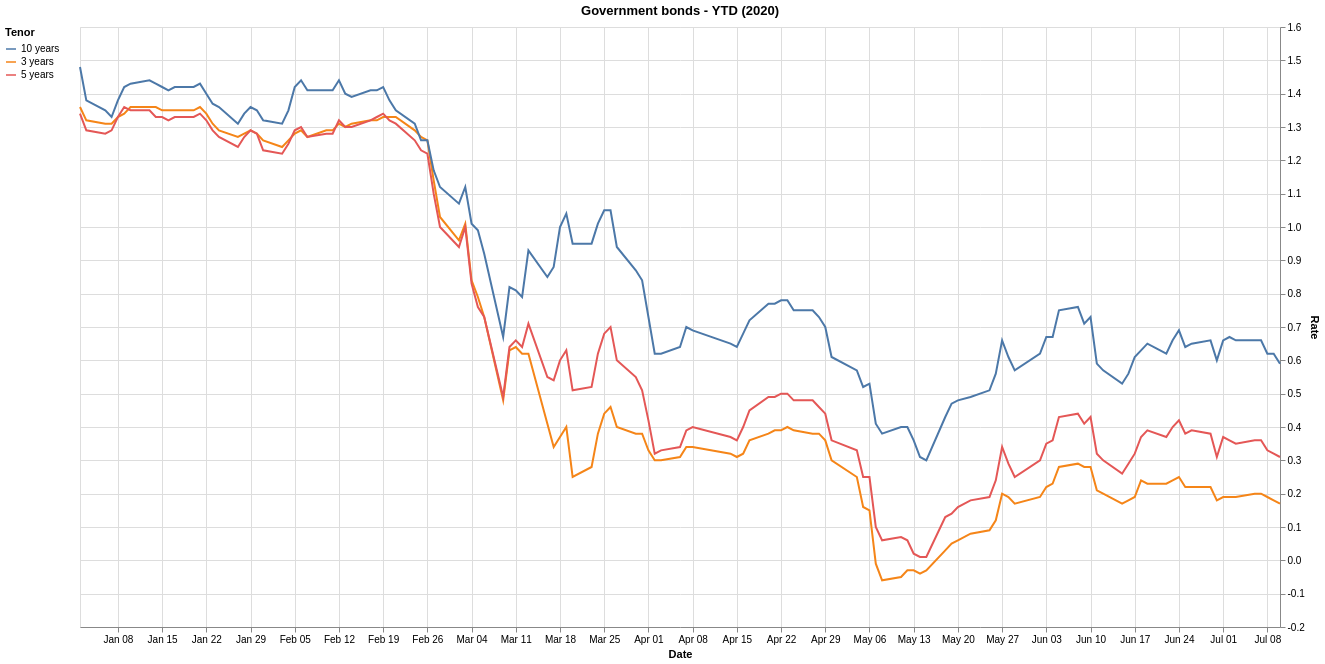 Government bonds - YTD (2020)
Tenor
10 years
3 years
5 years
1.6
1.5
1.4
1.3
1.2
1.1
1.0
0.9
0.8
0.7
0.6
0.5
0.4
0.3
0.2
0.1
0.0
-0.1
-0.2
Rate
Jan 08 Jan 15 Jan 22 Jan 29 Feb 05 Feb 12 Feb 19 Feb 26 Mar 04 Mar 11 Mar 18 Mar 25 Apr 01 Apr 08 Apr 15 Apr 22 Apr 29 May 06 May 13 May 20 May 27 Jun 03 Jun 10 Jun 17 Jun 24 Jul 01 Jul 08
Date